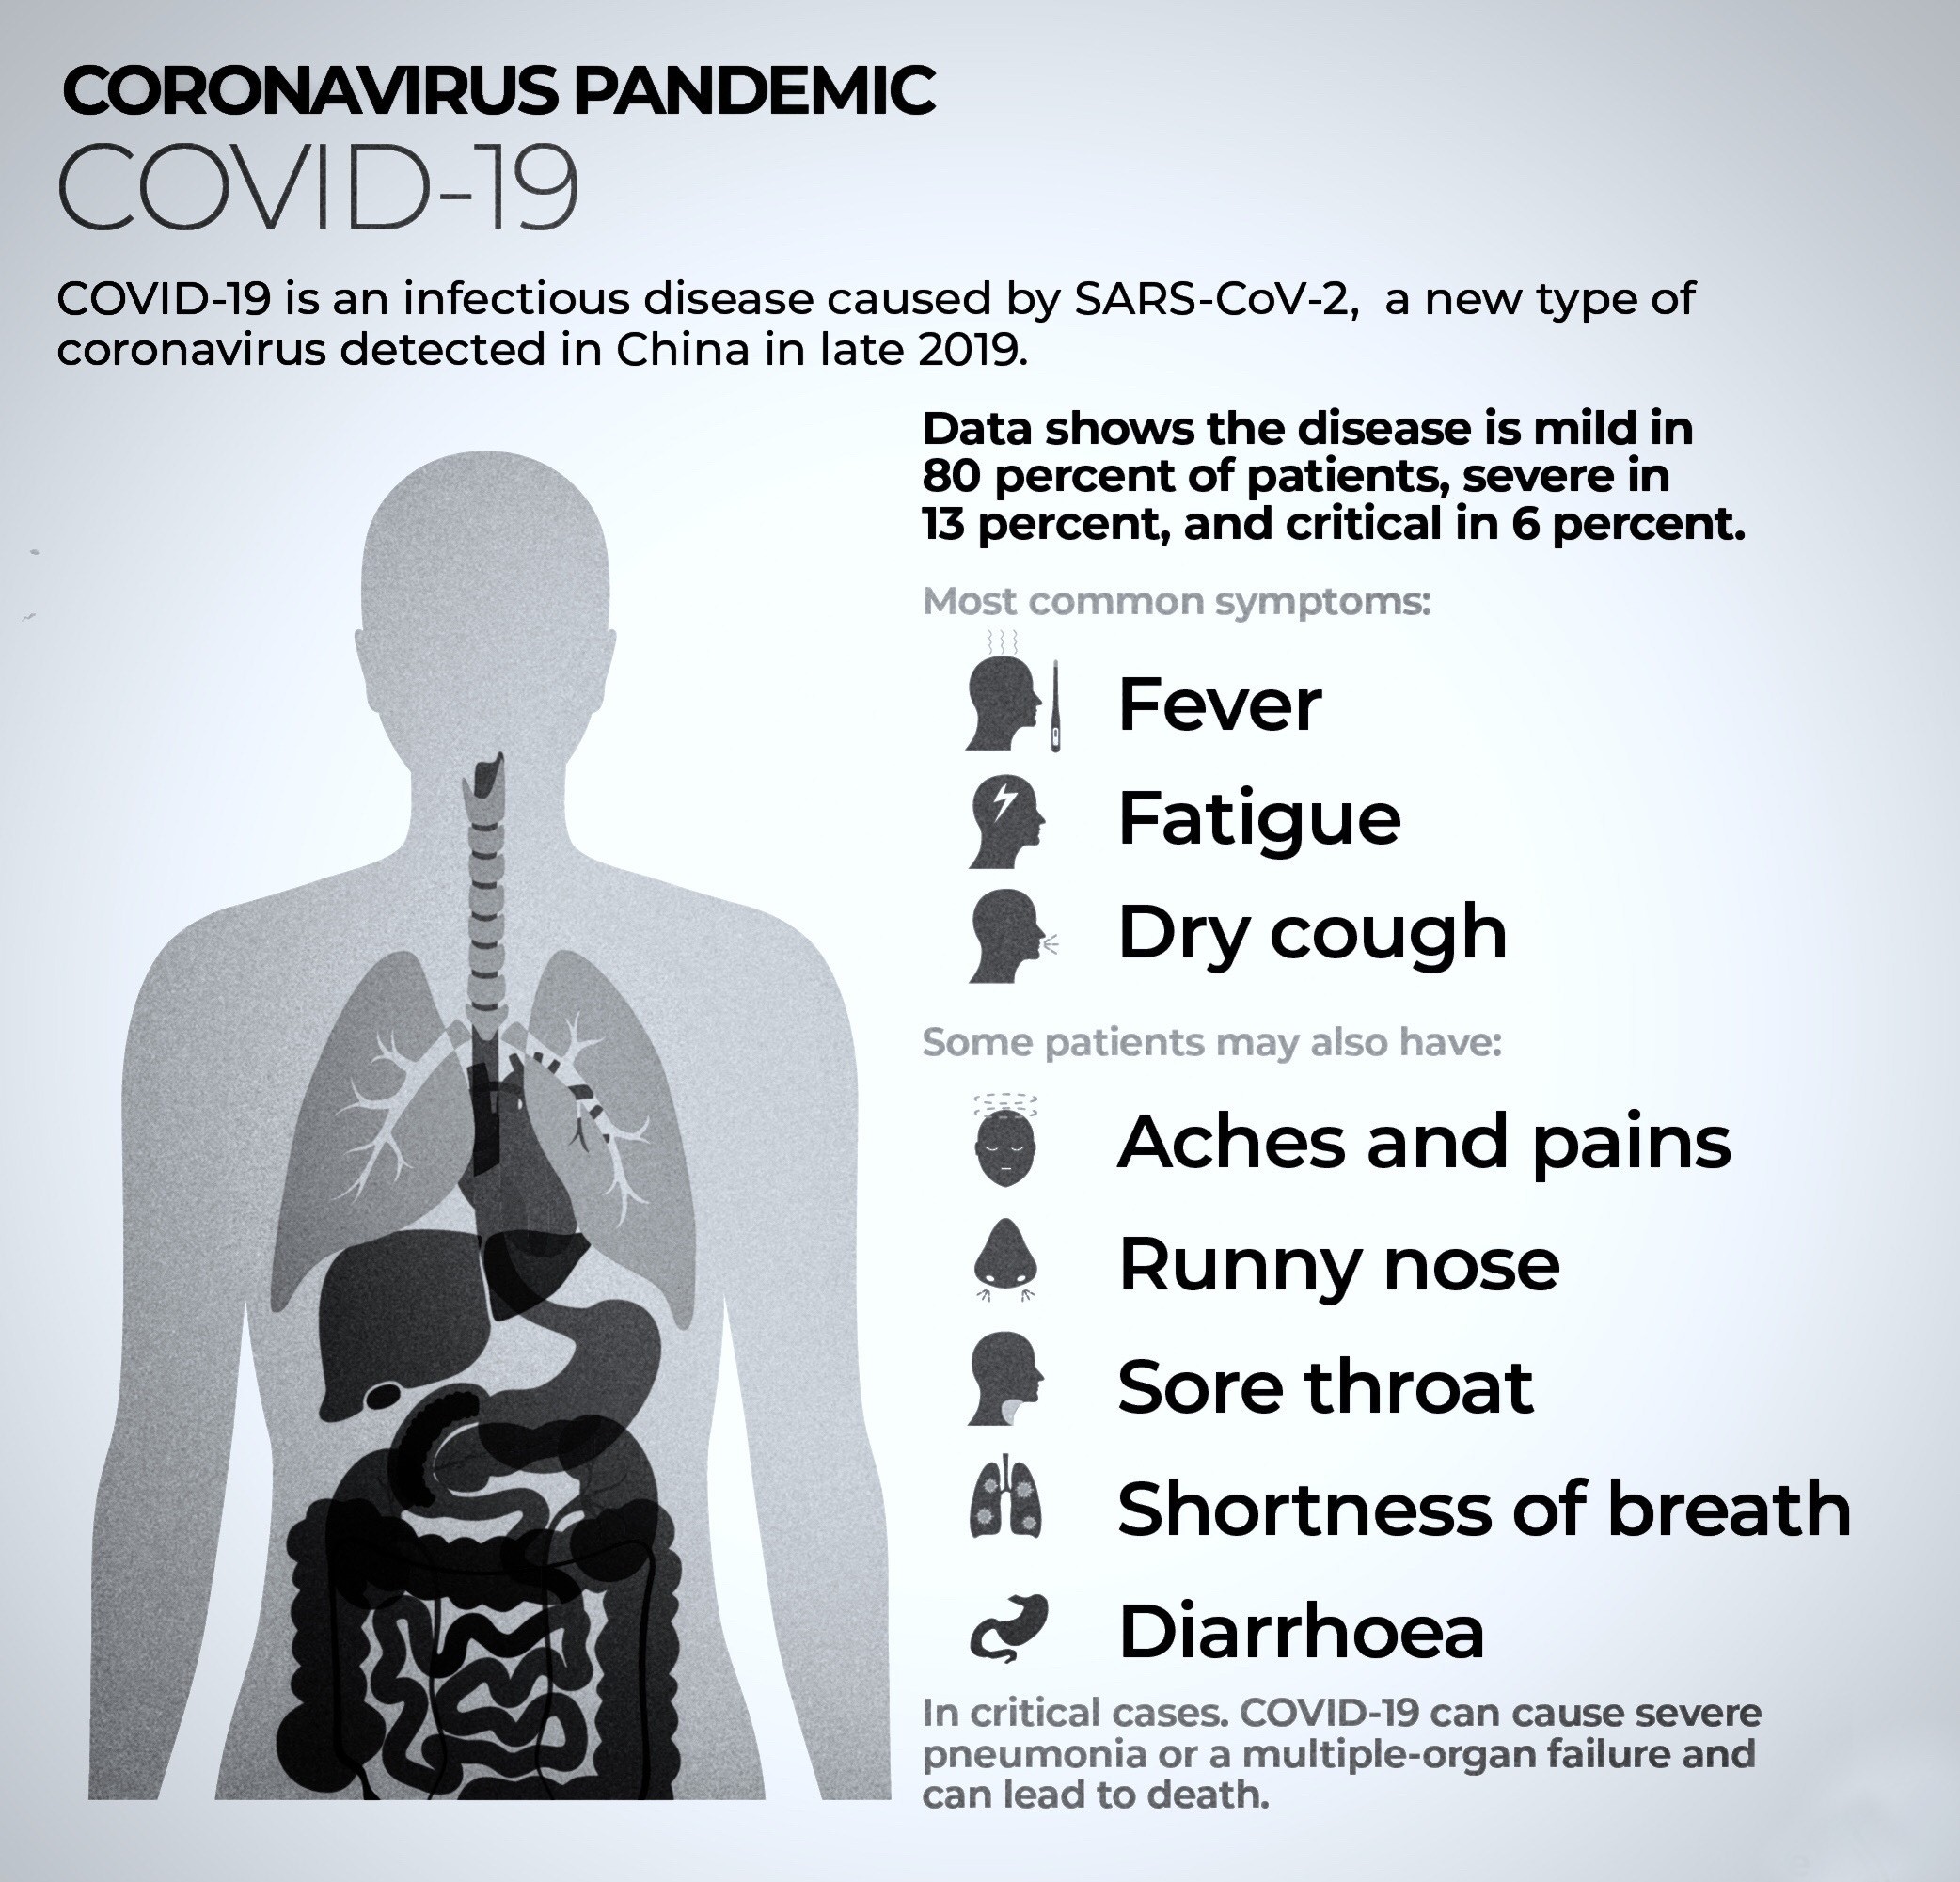 CORONAVIRUS PANDEMIC
COVID-19
COVID-19 is an infectious disease caused by SARS-CoV-2, a new type of
coronavirus detected in China in late 2019.
Data shows the disease is mild in
80 percent of patients, severe in
13 percent, and critical in 6 percent.
Most common symptoms:
Fever
Fatigue
Dry cough
Some patients may also have:
Aches and pains
Runny nose
Sore throat
Shortness of breath
Diarrhoea
In critical cases. COVID-19 can cause severe
pneumonia or a multiple-organ failure and
can lead to death.